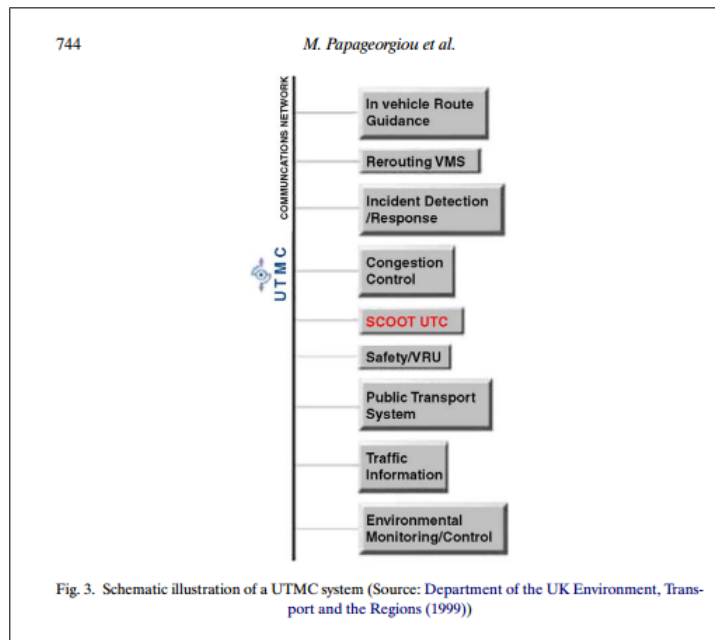 744
M. Papageorgiou et al.
COMMUNCATIONS NETWORK
UTMC
In vehicle Route
Guidance
Rerouting VMS
Incident Detection
/Response
Congestion
Control
SCOOT UTC
Safety/VRU
Public Transport
System
Traffic
Information
Environmental
Monitoring/Control
Fig. 3. Schematic illustration of a UTMC system (Source: Department of the UK Environment, Trans-
port and the Regions (1999))